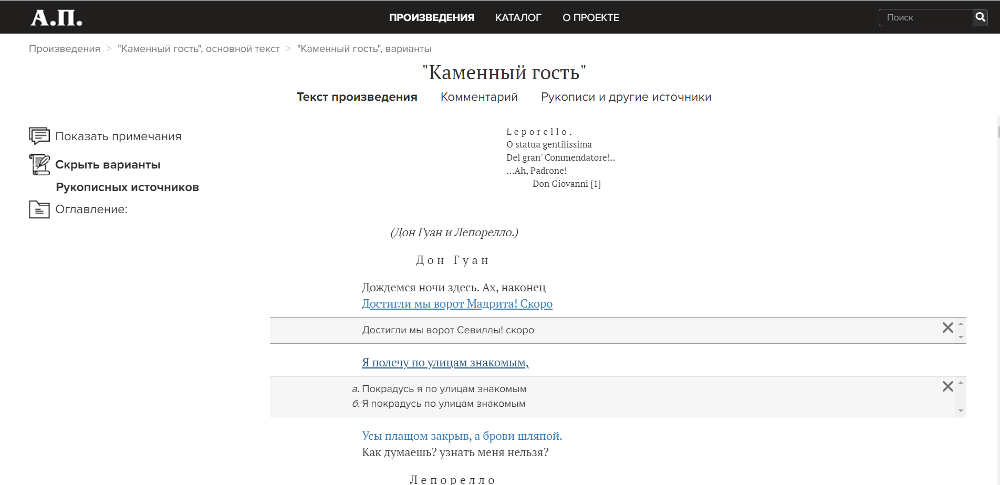 А.П.
ПРОИЗВЕДЕНИЯ КАТАЛОГ О ПРОЕКТЕ
Поиск
Произведения > "Каменный гость", основной текст > "Каменный гость", варианты
"Каменный гость"
Текст произведения Комментарий Рукописи и другие источники
Показать примечания
Скрыть варианты
Рукописных источников
Оглавление:
Leporello.
O statua gentilissima
Del gran' Commendatore!..
...Ah, Padrone!
Don Giovanni [1]
(Дон Гуан и Лепорелло.)
Дон Гуан
Дождемся ночи здесь. Ах, наконец
Достигли мы ворот Мадрита! Скоро
Достигли мы ворот Севиллы! скоро
Я полечу по улицам знакомым,
а. Покрадусь я по улицам знакомым
б. Я покрадусь по улицам знакомым
Усы плащом закрыв, а брови шляпой.
Как думаешь? узнать меня нельзя?
Лепорелло